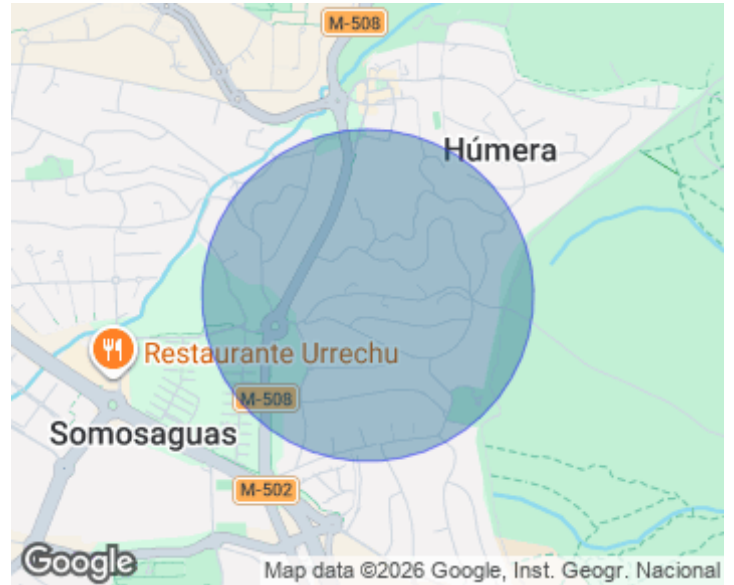 M-508
Húmera
Restaurante Urrechu
M-508
Somosaguas
M-502
Google
Map data ©2026 Google, Inst. Geogr. Nacional